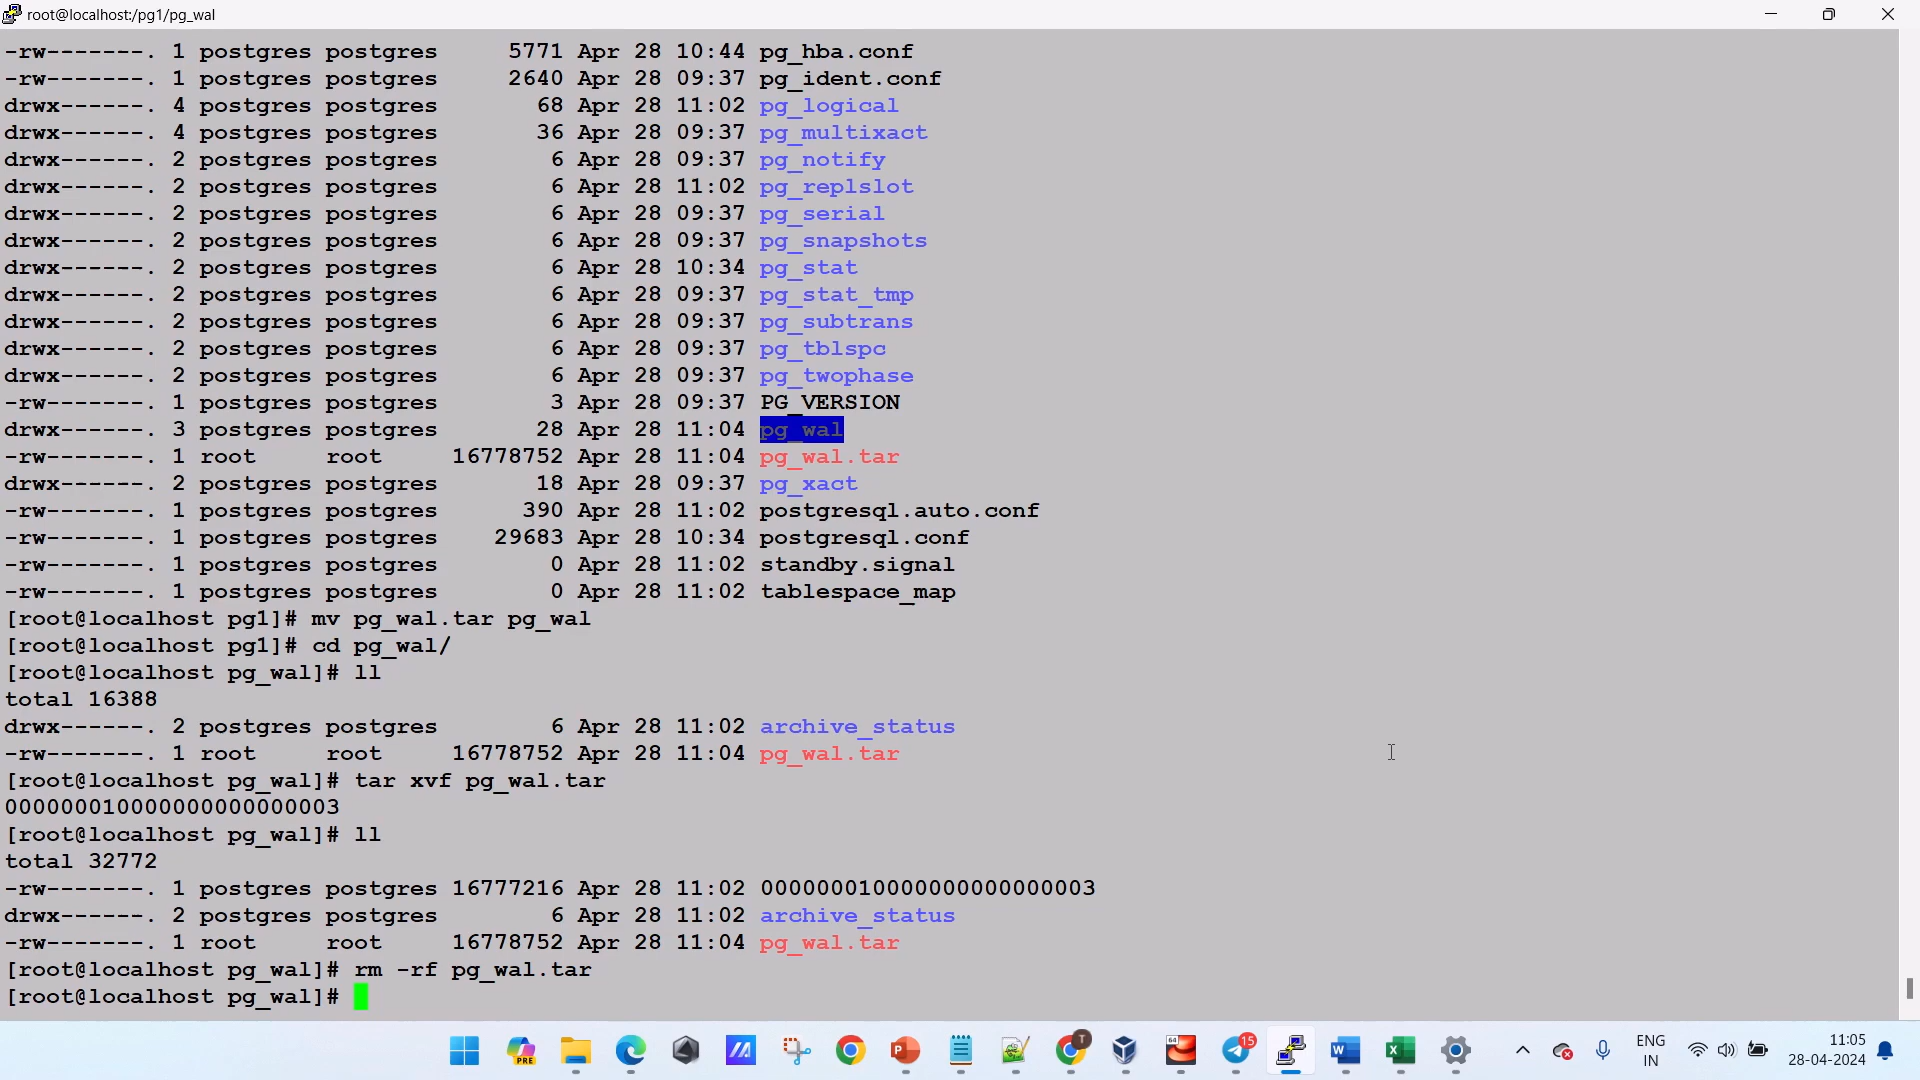 root@localhost:/pg1/pg_wal
-rw-------. 1 postgres postgres     5771 Apr 28 10:44 pg_hba.conf
-rw-------. 1 postgres postgres     2640 Apr 28 09:37 pg_ident.conf
drwx------. 4 postgres postgres       68 Apr 28 11:02 pg_logical
drwx------. 4 postgres postgres       36 Apr 28 09:37 pg_multixact
drwx------. 2 postgres postgres        6 Apr 28 09:37 pg_notify
drwx------. 2 postgres postgres        6 Apr 28 11:02 pg_replslot
drwx------. 2 postgres postgres        6 Apr 28 09:37 pg_serial
drwx------. 2 postgres postgres        6 Apr 28 09:37 pg_snapshots
drwx------. 2 postgres postgres        6 Apr 28 10:34 pg_stat
drwx------. 2 postgres postgres        6 Apr 28 09:37 pg_stat_tmp
drwx------. 2 postgres postgres        6 Apr 28 09:37 pg_subtrans
drwx------. 2 postgres postgres        6 Apr 28 09:37 pg_tblspc
drwx------. 2 postgres postgres        6 Apr 28 09:37 pg_twophase
-rw-------. 1 postgres postgres        3 Apr 28 09:37 PG_VERSION
drwx------. 3 postgres postgres       28 Apr 28 11:04 pg_wal
-rw-------. 1 root     root     16778752 Apr 28 11:04 pg_wal.tar
drwx------. 2 postgres postgres       18 Apr 28 09:37 pg_xact
-rw-------. 1 postgres postgres      390 Apr 28 11:02 postgresql.auto.conf
-rw-------. 1 postgres postgres    29683 Apr 28 10:34 postgresql.conf
-rw-------. 1 postgres postgres        0 Apr 28 11:02 standby.signal
-rw-------. 1 postgres postgres        0 Apr 28 11:02 tablespace_map
[root@localhost pg1]# mv pg_wal.tar pg_wal
[root@localhost pg1]# cd pg_wal/
[root@localhost pg_wal]# ll
total 16388
drwx------. 2 postgres postgres        6 Apr 28 11:02 archive_status
-rw-------. 1 root     root     16778752 Apr 28 11:04 pg_wal.tar
[root@localhost pg_wal]# tar xvf pg_wal.tar
000000010000000000000003
[root@localhost pg_wal]# ll
total 32772
-rw-------. 1 postgres postgres 16777216 Apr 28 11:02 000000010000000000000003
drwx------. 2 postgres postgres        6 Apr 28 11:02 archive_status
-rw-------. 1 root     root     16778752 Apr 28 11:04 pg_wal.tar
[root@localhost pg_wal]# rm -rf pg_wal.tar
[root@localhost pg_wal]#
PRE
64
T
15
ENG
IN
11:05
28-04-2024